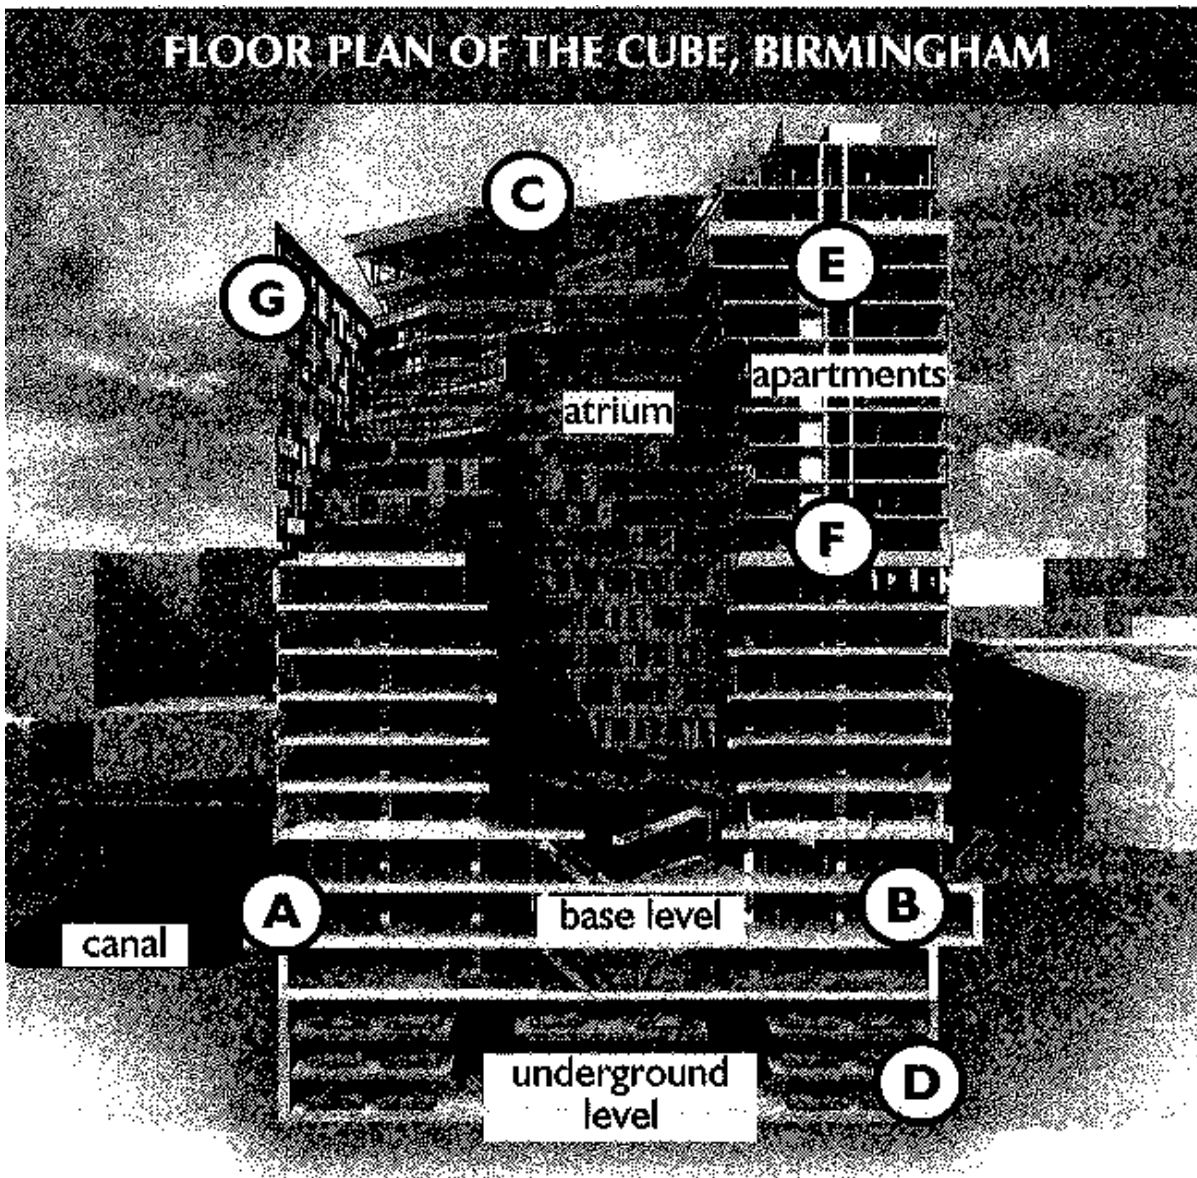 FLOOR PLAN OF THE CUBE, BIRMINGHAM
C
E
G
apartments
atrium
F
A
B
base level
canal
underground
level
D